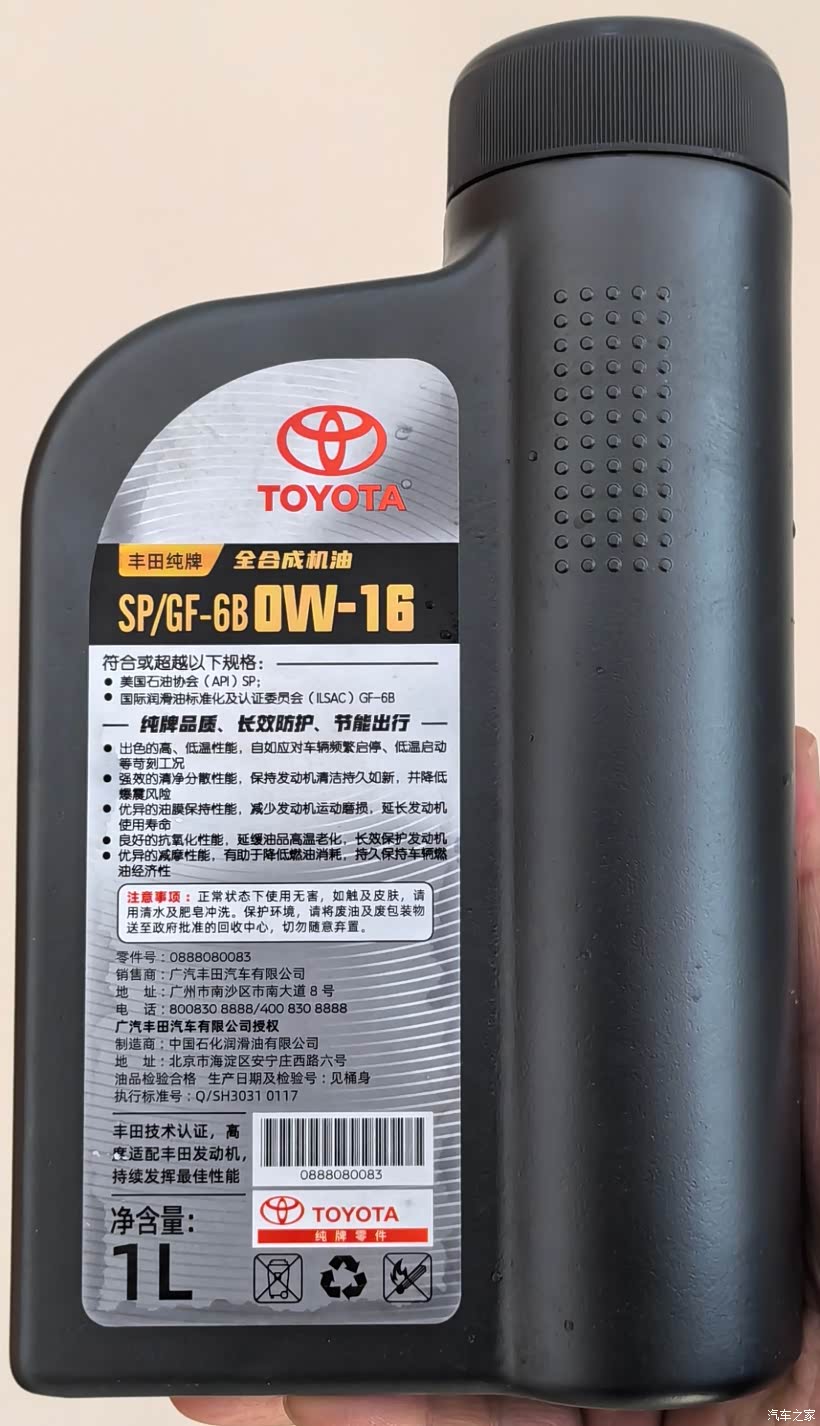 TOYOTA
丰田纯牌 全合成机油
SP/GF-6B 0W-16
符合或超越以下规格：
● 美国石油协会（API）SP；
● 国际润滑油标准化及认证委员会（ILSAC）GF-6B
纯牌品质、长效防护、节能出行
● 出色的高、低温性能，自如应对车辆频繁启停、低温启动
等苛刻工况
● 强效的清净分散性能，保持发动机清洁持久如新，并降低
爆震风险
● 优异的油膜保持性能，减少发动机运动磨损，延长发动机
使用寿命
● 良好的抗氧化性能，延缓油品高温老化，长效保护发动机
● 优异的减摩性能，有助于降低燃油消耗，持久保持车辆燃
油经济性
注意事项：正常状态下使用无害，如触及皮肤，请
用清水及肥皂冲洗。保护环境，请将废油及废包装物
送至政府批准的回收中心，切勿随意弃置。
零件号：0888080083
销售商：广汽丰田汽车有限公司
地 址：广州市南沙区市南大道 8 号
电 话：800830 8888/400 830 8888
广汽丰田汽车有限公司授权
制造商：中国石化润滑油有限公司
地 址：北京市海淀区安宁庄西路六号
油品检验合格 生产日期及检验号：见桶身
执行标准号：Q/SH3031 0117
丰田技术认证，高
度适配丰田发动机，
持续发挥最佳性能
0888080083
TOYOTA
纯牌零件
净含量：
1L
汽车之家